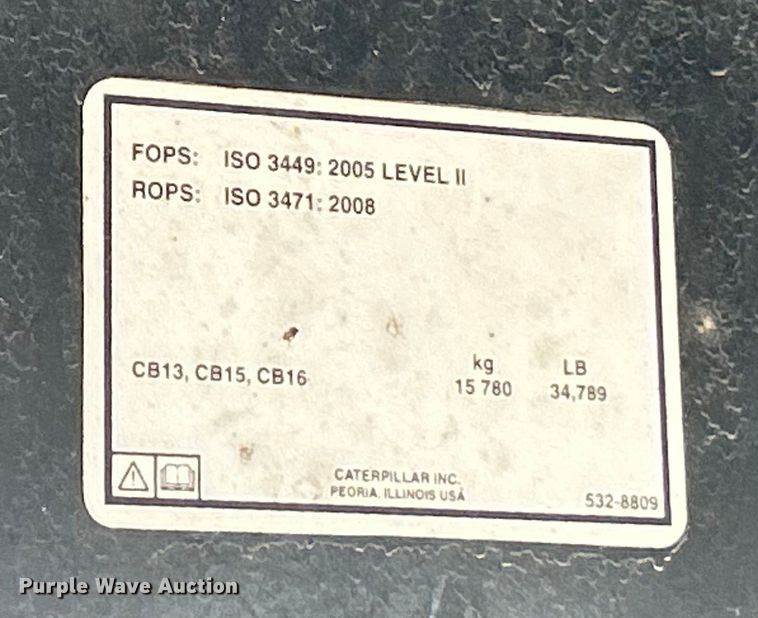 FOPS: ISO 3449: 2005 LEVEL II
ROPS: ISO 3471: 2008
kg LB
CB13, CB15, CB16 15 780 34,789
CATERPILLAR INC.
PEORIA, ILLINOIS USA
532-8809
Purple Wave Auction